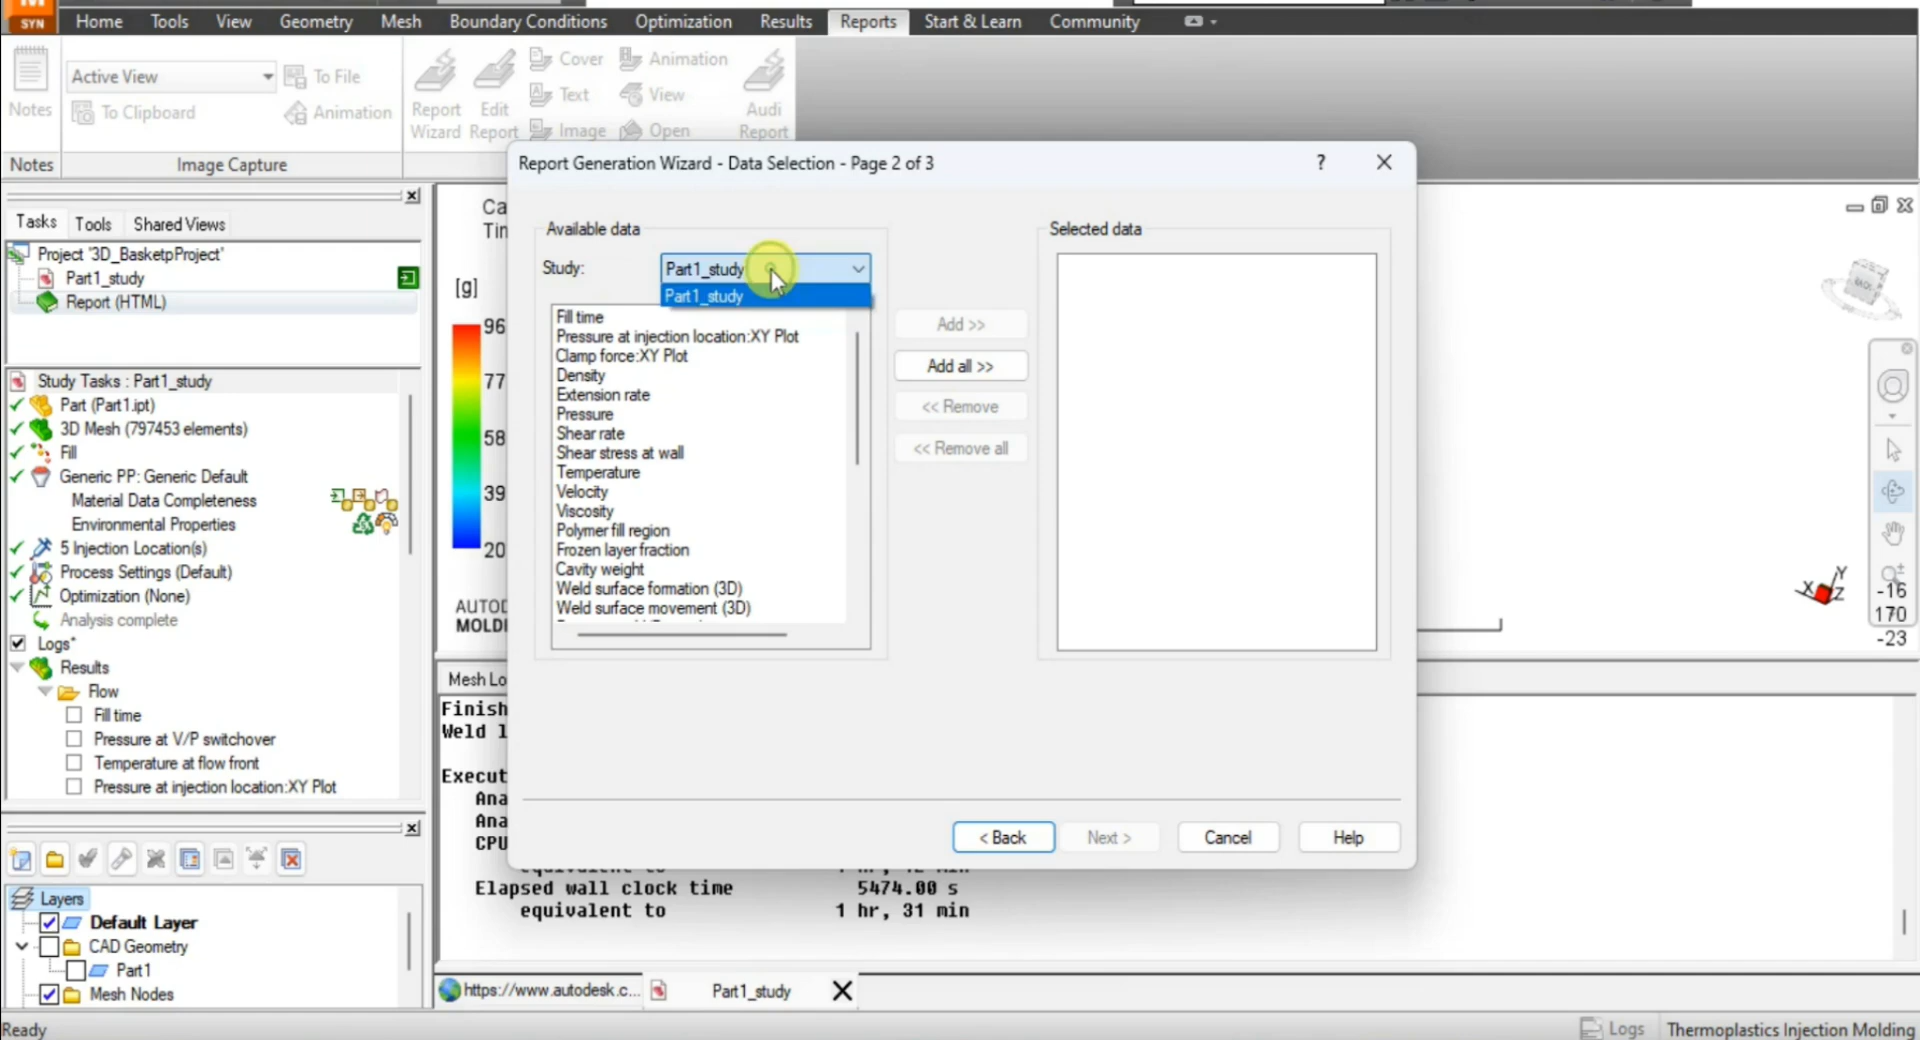 SYN
Home Tools View Geometry Mesh Boundary Conditions Optimization Results Reports Start & Learn Community
Notes
Active View
To File
To Clipboard
Animation
Report Wizard
Edit Report
Cover
Text
Image
Animation
View
Open
Audi
Report
Notes
Image Capture
Tasks Tools Shared Views
Project '3D_BasketpProject'
Part1_study
Report (HTML)
Study Tasks : Part1_study
Part (Part1.ipt)
3D Mesh (797453 elements)
Fill
Generic PP: Generic Default
Material Data Completeness
Environmental Properties
5 Injection Location(s)
Process Settings (Default)
Optimization (None)
Analysis complete
Logs*
Results
Flow
Fill time
Pressure at V/P switchover
Temperature at flow front
Pressure at injection location:XY Plot
Layers
Default Layer
CAD Geometry
Part1
Mesh Nodes
Ca
Tim
[g]
96
77
58
39
20
AUTOD
MOLDI
Report Generation Wizard - Data Selection - Page 2 of 3
?
Available data
Study:
Part1_study
Part1_study
Fill time
Pressure at injection location:XY Plot
Clamp force:XY Plot
Density
Extension rate
Pressure
Shear rate
Shear stress at wall
Temperature
Velocity
Viscosity
Polymer fill region
Frozen layer fraction
Cavity weight
Weld surface formation (3D)
Weld surface movement (3D)
Add >>
Add all >>
<< Remove
<< Remove all
Selected data
< Back
Next >
Cancel
Help
BACK
X Y Z
-16
170
-23
Mesh Lo
Finish
Weld l
Execut
Ana
Ana
CPU
Elapsed wall clock time 5474.00 s
equivalent to 1 hr, 31 min
https://www.autodesk.c...
Part1_study
Ready
Logs
Thermoplastics Injection Molding